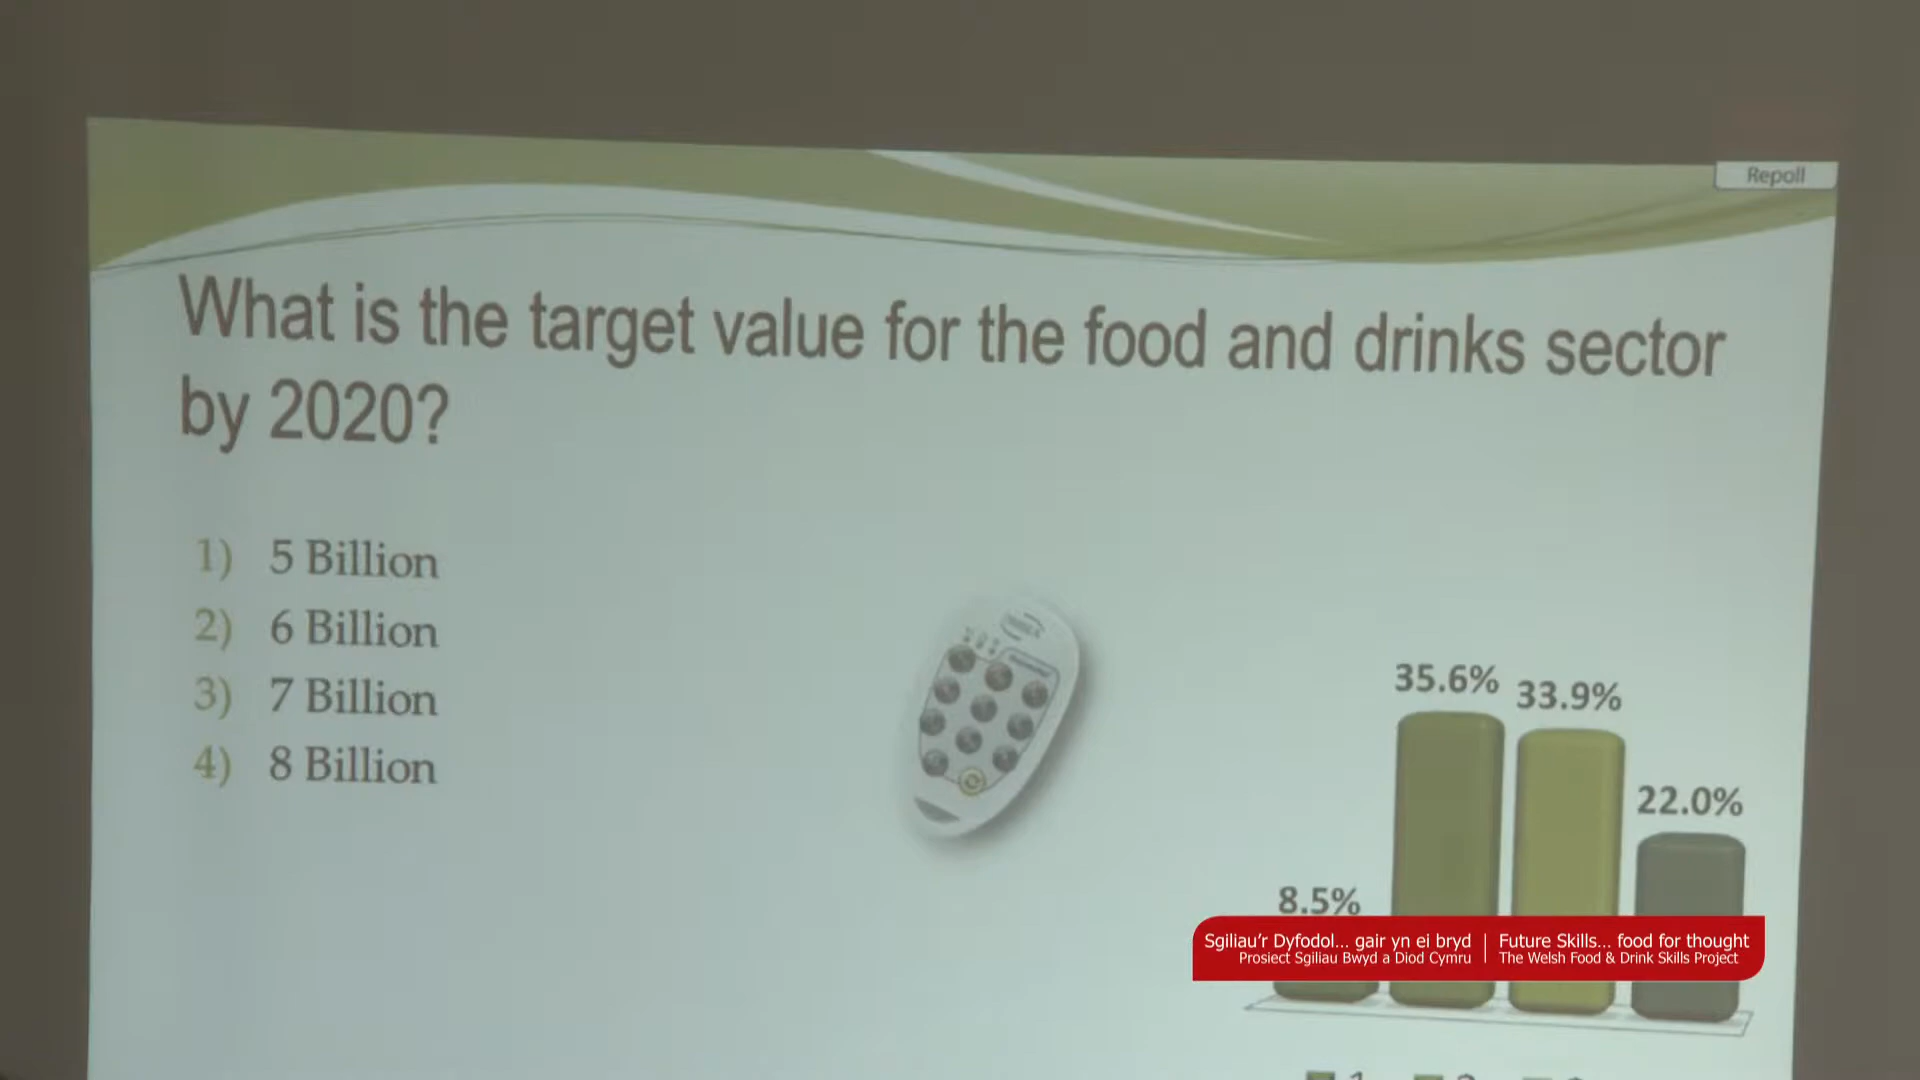 Repoll
What is the target value for the food and drinks sector
by 2020?
1) 5 Billion
2) 6 Billion
3) 7 Billion
4) 8 Billion
35.6%
33.9%
22.0%
8.5%
Sgiliau'r Dyfodol... gair yn ei bryd
Prosiect Sgiliau Bwyd a Diod Cymru
Future Skills... food for thought
The Welsh Food & Drink Skills Project